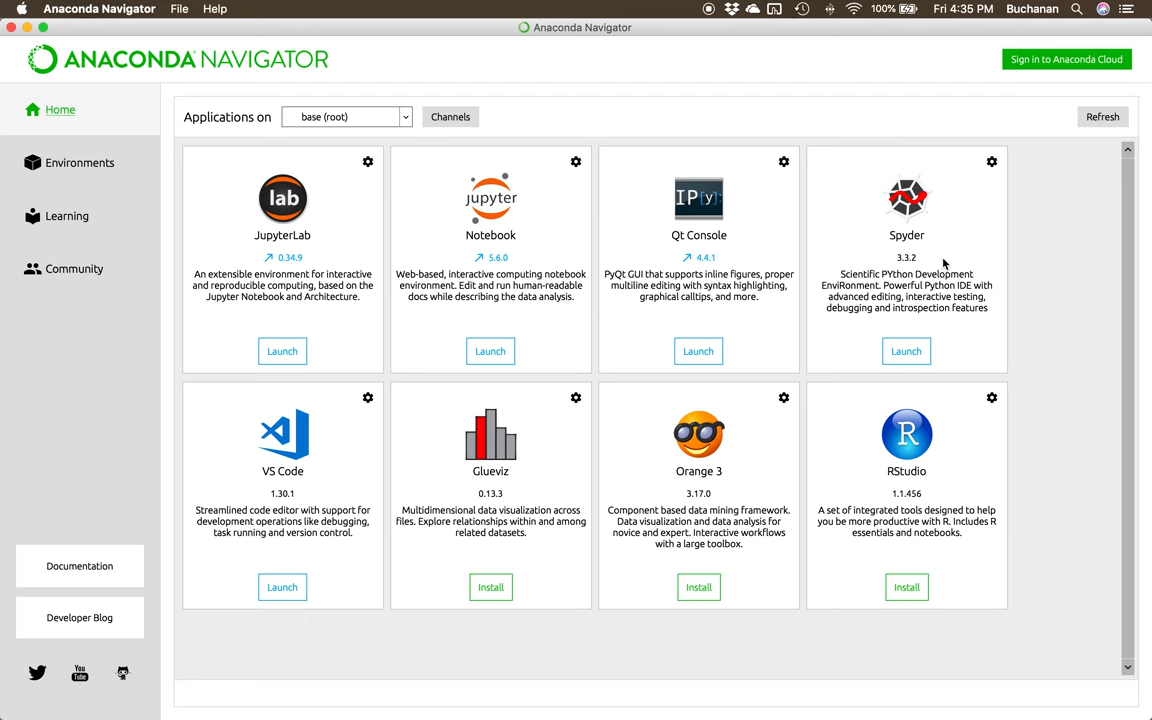 Anaconda Navigator File Help 100% Fri 4:35 PM Buchanan
Anaconda Navigator
ANACONDA NAVIGATOR
Sign in to Anaconda Cloud
Home
Environments
Learning
Community
Documentation
Developer Blog
You
Tube
Applications on base (root) Channels Refresh
lab
JupyterLab
0.34.9
An extensible environment for interactive
and reproducible computing, based on the
Jupyter Notebook and Architecture.
Launch
jupyter
Notebook
5.6.0
Web-based, interactive computing notebook
environment. Edit and run human-readable
docs while describing the data analysis.
Launch
IP[y]:
Qt Console
4.4.1
PyQt GUI that supports inline figures, proper
multiline editing with syntax highlighting,
graphical calltips, and more.
Launch
Spyder
3.3.2
Scientific PYthon Development
EnviRonment. Powerful Python IDE with
advanced editing, interactive testing,
debugging and introspection features
Launch
VS Code
1.30.1
Streamlined code editor with support for
development operations like debugging,
task running and version control.
Launch
Glueviz
0.13.3
Multidimensional data visualization across
files. Explore relationships within and among
related datasets.
Install
Orange 3
3.17.0
Component based data mining framework.
Data visualization and data analysis for
novice and expert. Interactive workflows
with a large toolbox.
Install
R
RStudio
1.1.456
A set of integrated tools designed to help
you be more productive with R. Includes R
essentials and notebooks.
Install